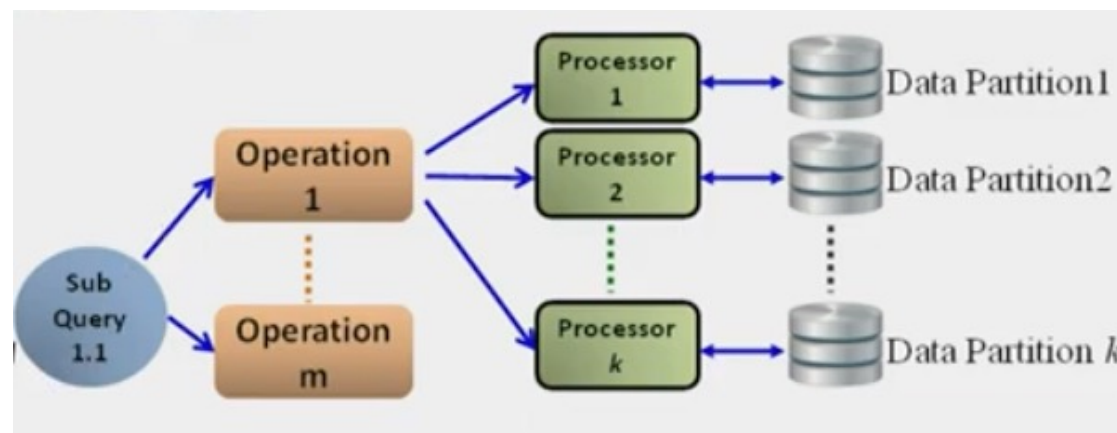 Processor
1
Data Partition1
Operation
1
Processor
2
Data Partition2
Sub
Query
1.1
Operation
m
Processor
k
Data Partition k